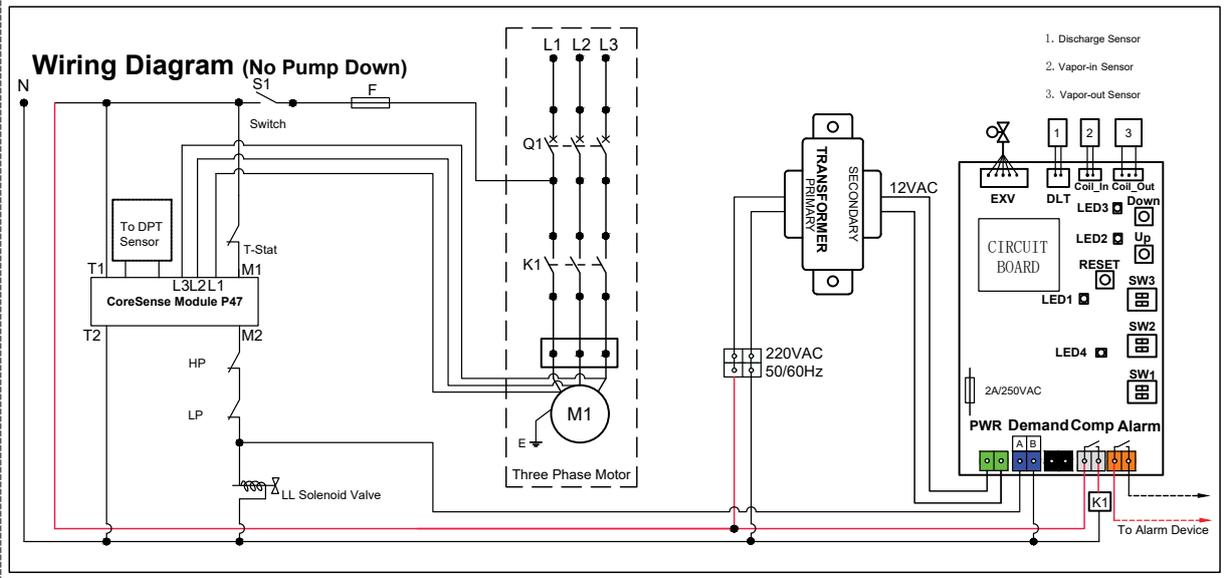 Wiring Diagram (No Pump Down)
N
S1
Switch
F
L1 L2 L3
Q1
K1
M1
E
Three Phase Motor
To DPT
Sensor
T-Stat
T1
M1
L3L2L1
CoreSense Module P47
T2
M2
HP
LP
LL Solenoid Valve
TRANSFORMER
PRIMARY
SECONDARY
12VAC
220VAC
50/60Hz
1. Discharge Sensor
2. Vapor-in Sensor
3. Vapor-out Sensor
1
2
3
EXV
DLT
Coil_In
Coil_Out
LED3
Down
LED2
Up
CIRCUIT
BOARD
RESET
LED1
SW3
SW2
LED4
SW1
2A/250VAC
PWR Demand Comp Alarm
A B
K1
To Alarm Device